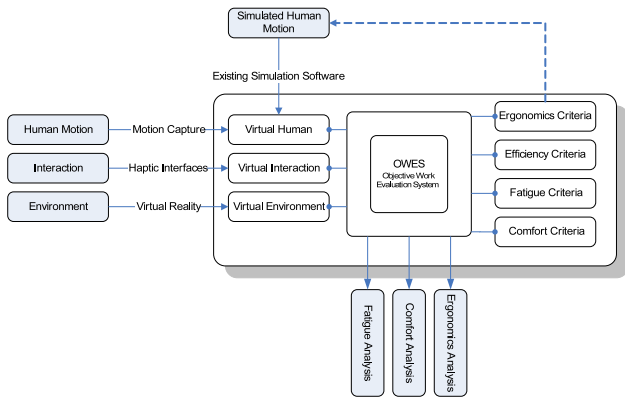 Simulated Human
Motion
Existing Simulation Software
Human Motion
Motion Capture
Virtual Human
Ergonomics Criteria
Interaction
Haptic Interfaces
Virtual Interaction
OWES
Objective Work
Evaluation System
Efficiency Criteria
Environment
Virtual Reality
Virtual Environment
Fatigue Criteria
Comfort Criteria
Fatigue Analysis
Comfort Analysis
Ergonomics Analysis